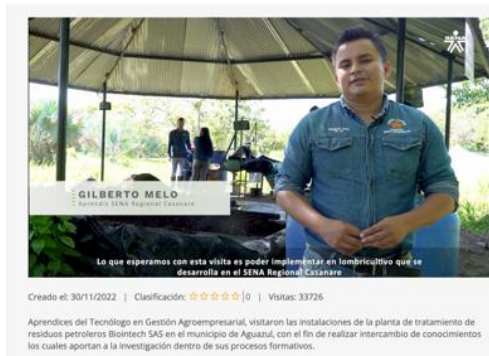 SENA
GILBERTO MELO
Aprendiz SENA Regional Casanare
Lo que esperamos con esta visita es poder implementar en lombricultivo que se
desarrolla en el SENA Regional Casanare
Creado el: 30/11/2022 | Clasificación: ☆☆☆☆☆|0 | Visitas: 33726
Aprendices del Tecnólogo en Gestión Agroempresarial, visitaron las instalaciones de la planta de tratamiento de
residuos petroleros Biointech SAS en el municipio de Aguazul, con el fin de realizar intercambio de conocimientos
los cuales aportan a la investigación dentro de sus procesos formativos.